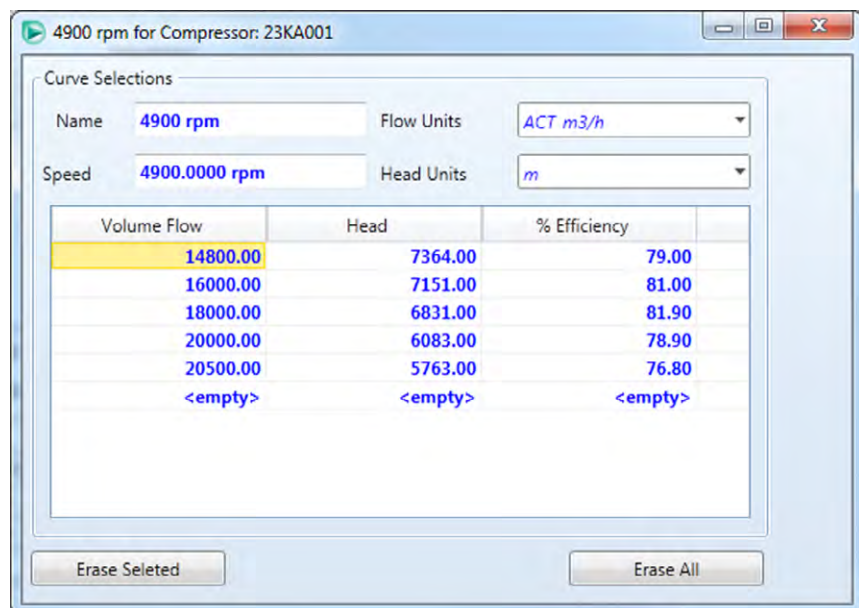 4900 rpm for Compressor: 23KA001
Curve Selections
Name 4900 rpm Flow Units ACT m3/h
Speed 4900.0000 rpm Head Units m
Volume Flow Head % Efficiency
14800.00 7364.00 79.00
16000.00 7151.00 81.00
18000.00 6831.00 81.90
20000.00 6083.00 78.90
20500.00 5763.00 76.80
<empty> <empty> <empty>
Erase Seleted Erase All